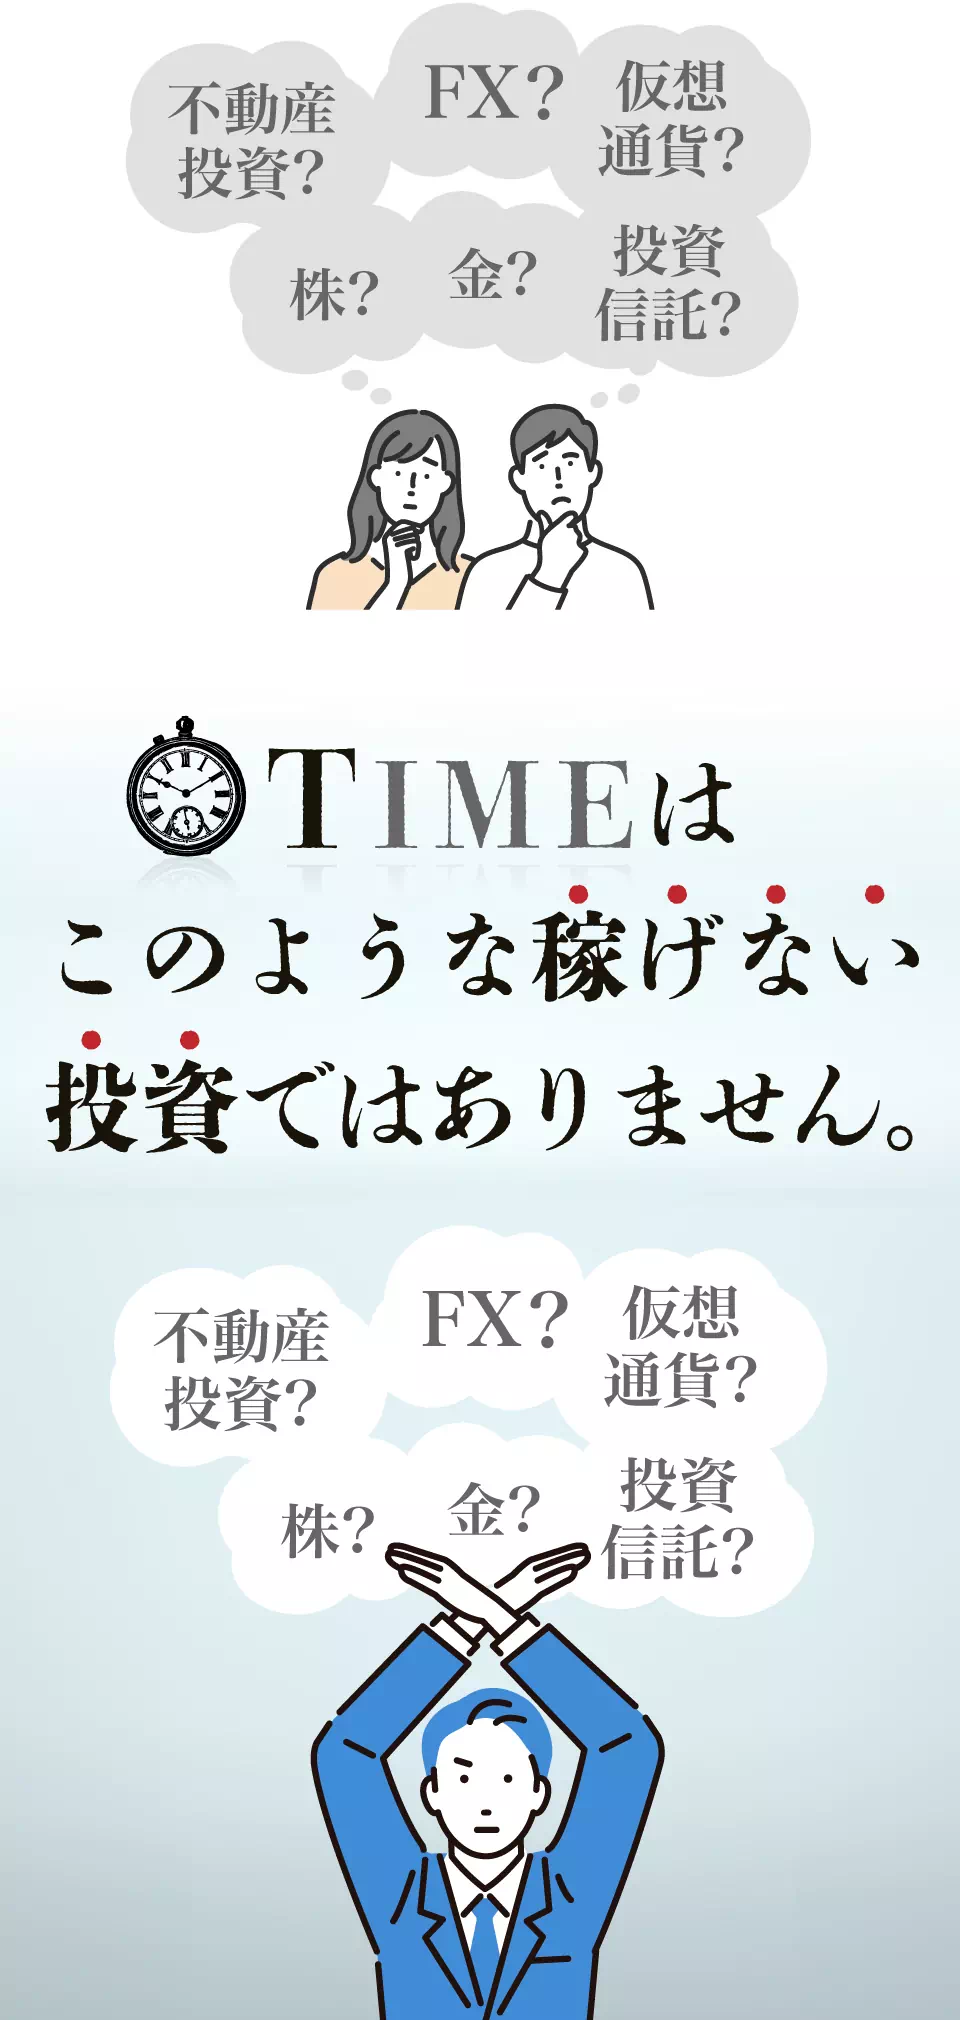 不動産
投資?
FX?
仮想
通貨?
株?
金?
投資
信託?
TIMEは
このような稼げない
投資ではありません。
不動産
投資?
FX?
仮想
通貨?
株?
金?
投資
信託?